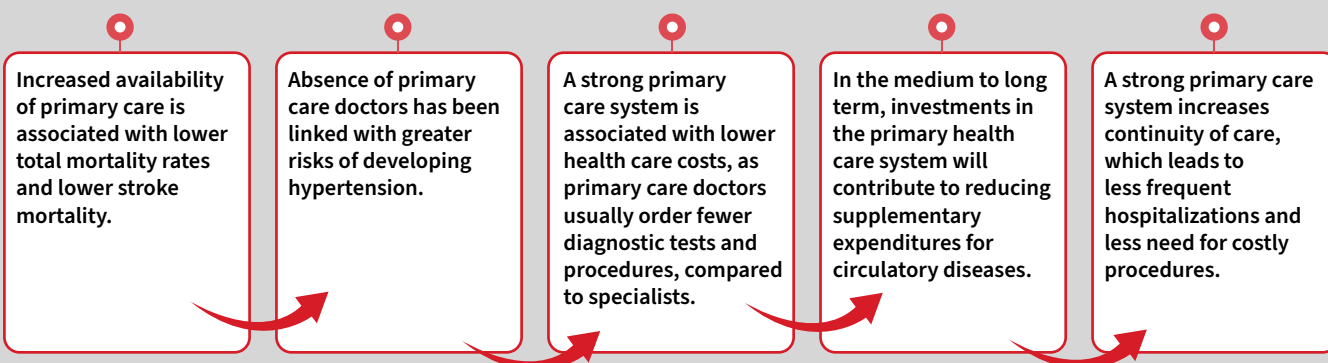 Increased availability
of primary care is
associated with lower
total mortality rates
and lower stroke
mortality.
Absence of primary
care doctors has been
linked with greater
risks of developing
hypertension.
A strong primary
care system is
associated with lower
health care costs, as
primary care doctors
usually order fewer
diagnostic tests and
procedures, compared
to specialists.
In the medium to long
term, investments in
the primary health
care system will
contribute to reducing
supplementary
expenditures for
circulatory diseases.
A strong primary care
system increases
continuity of care,
which leads to
less frequent
hospitalizations and
less need for costly
procedures.